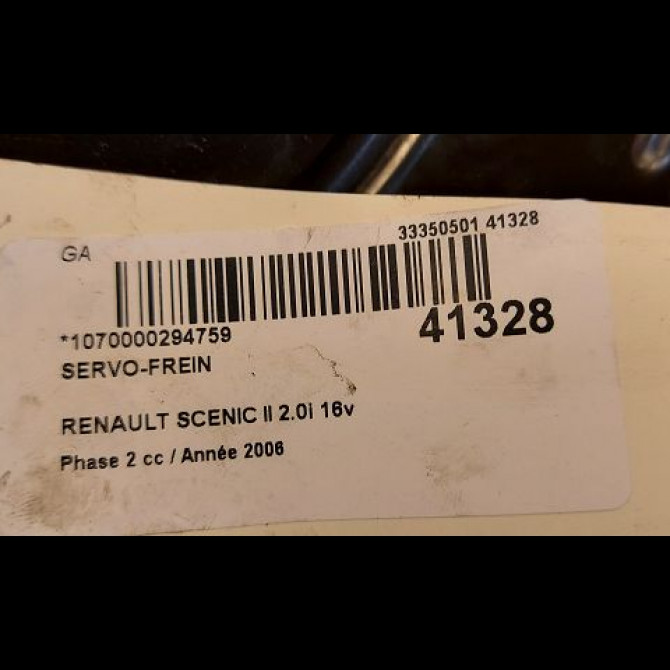 GA
33350501 41328
*1070000294759
41328
SERVO-FREIN
RENAULT SCENIC II 2.0i 16v
Phase 2 cc / Année 2006